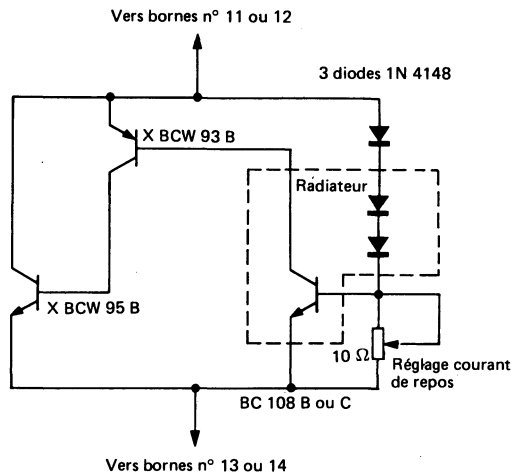 Vers bornes n° 11 ou 12
3 diodes 1N 4148
X BCW 93 B
Radiateur
X BCW 95 B
10 Ω
Réglage courant
de repos
BC 108 B ou C
Vers bornes n° 13 ou 14